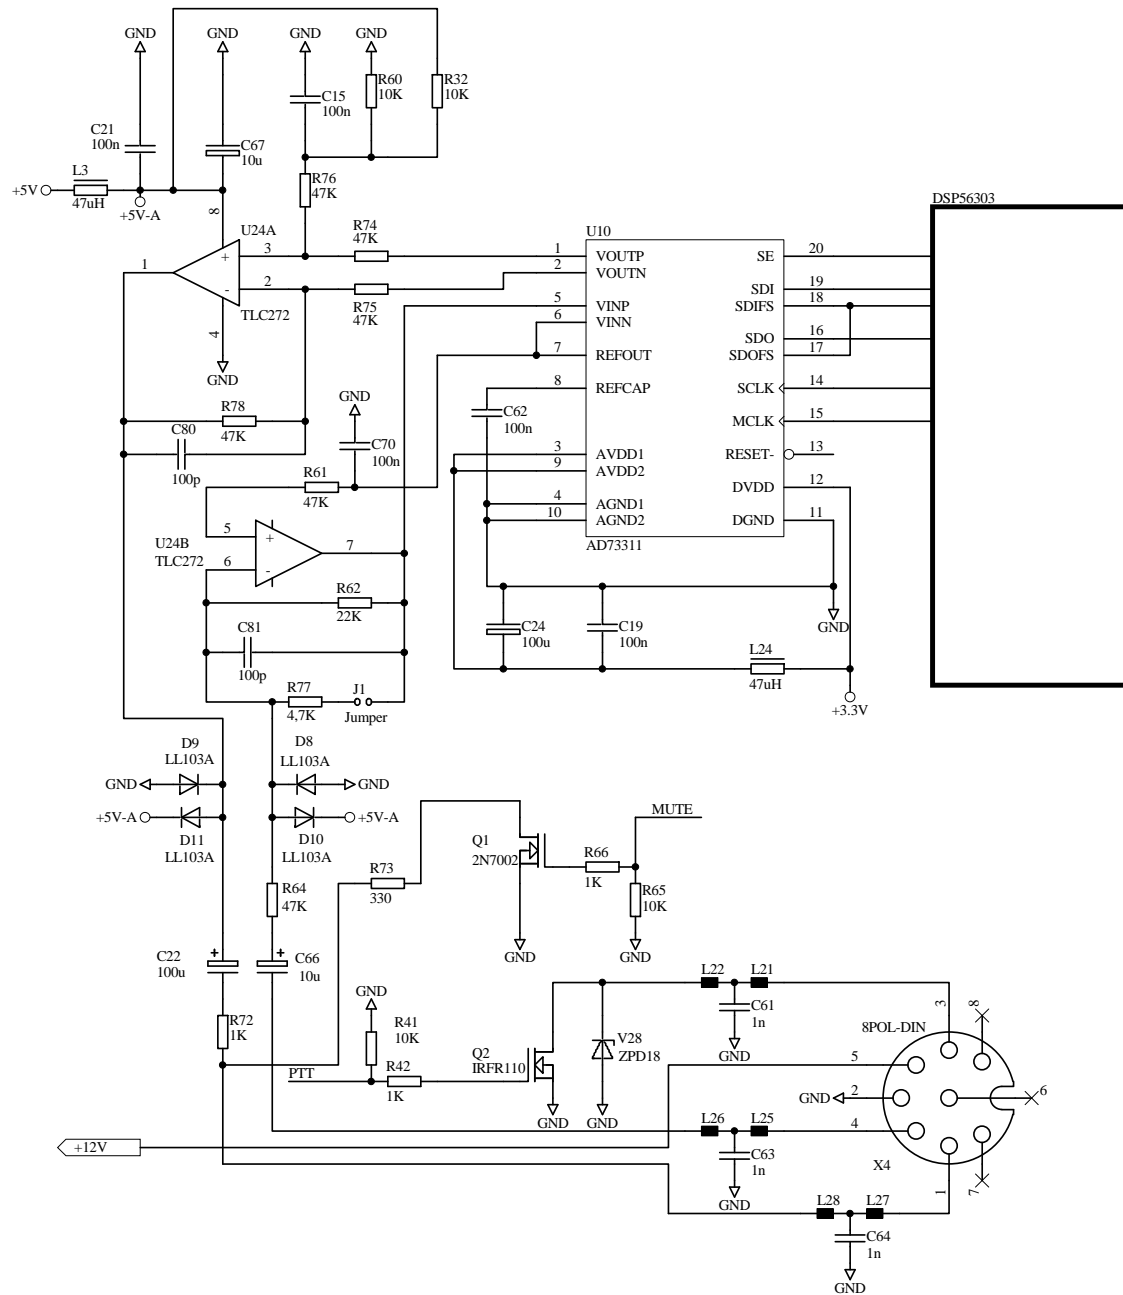 GND
GND
GND
GND
R60
10K
R32
10K
C15
100n
C21
100n
C67
10u
L3
47uH
+5V
+5V-A
R76
47K
8
U24A
R74
47K
3
1
2
+
-
TLC272
R75
47K
4
GND
U10
1
VOUTP
2
VOUTN
5
VINP
6
VINN
7
REFOUT
8
REFCAP
3
AVDD1
9
AVDD2
4
AGND1
10
AGND2
AD73311
SE
20
SDI
19
SDIFS
18
SDO
16
SDOFS
17
SCLK
14
MCLK
15
RESET-
13
DVDD
12
DGND
11
DSP56303
GND
R78
47K
C80
100p
C70
100n
C62
100n
R61
47K
5
U24B
TLC272
6
+
-
7
R62
22K
C81
100p
R77
4,7K
J1
Jumper
C24
100u
C19
100n
GND
L24
47uH
+3.3V
D9
LL103A
D8
LL103A
GND
GND
+5V-A
+5V-A
D11
LL103A
D10
LL103A
R64
47K
R73
330
Q1
2N7002
R66
1K
MUTE
R65
10K
GND
GND
+
C22
100u
+
C66
10u
R72
1K
GND
R41
10K
PTT
R42
1K
Q2
IRFR110
GND
V28
ZPD18
GND
L22
L21
C61
1n
GND
3
8
8POL-DIN
5
GND
2
6
4
L26
L25
C63
1n
GND
X4
1
7
+12V
L28
L27
C64
1n
GND